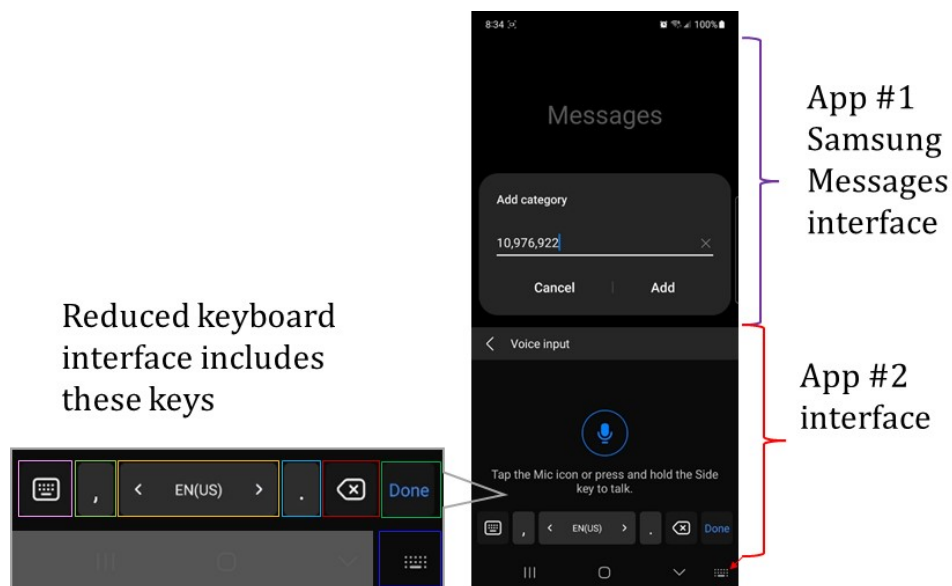 8:34
100%
Messages
Add category
10,976,922
Cancel
Add
App #1
Samsung
Messages
interface
Voice input
Tap the Mic icon or press and hold the Side
key to talk.
, < EN(US) > . Done
App #2
interface
Reduced keyboard
interface includes
these keys
, < EN(US) > . Done